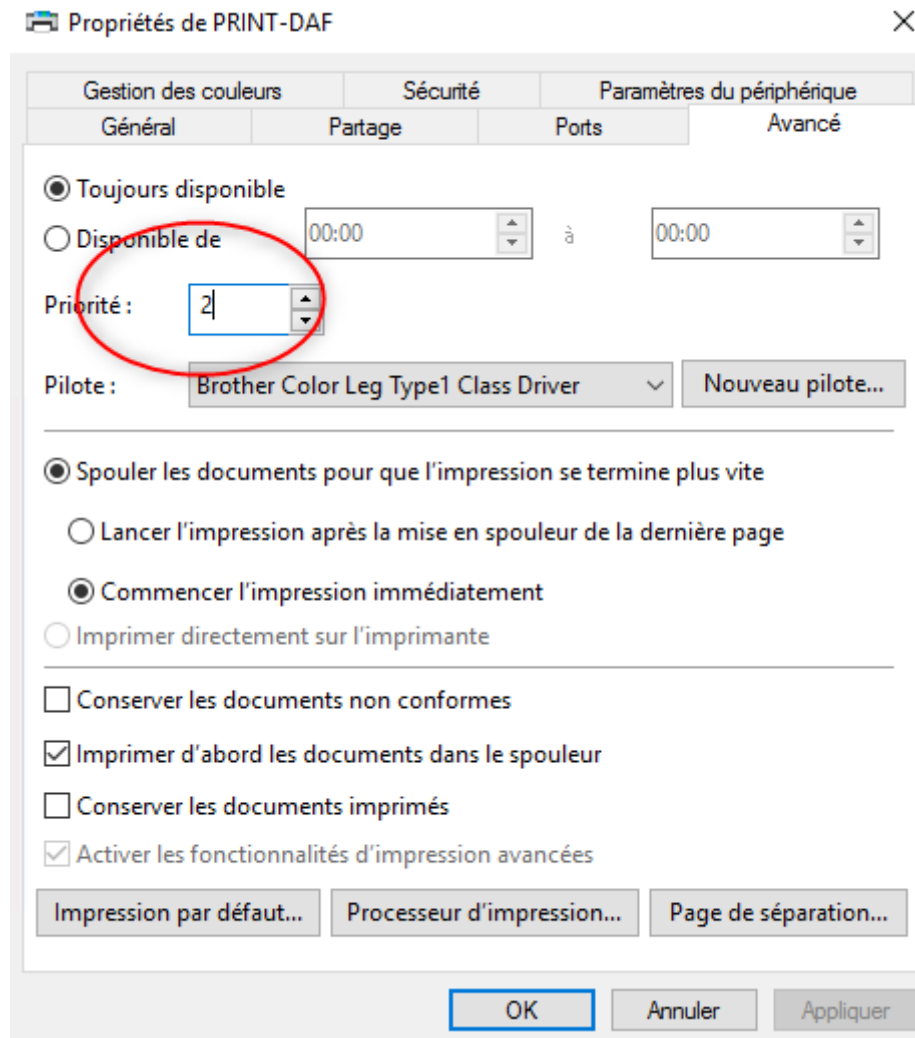 Propriétés de PRINT-DAF
Gestion des couleurs Sécurité Paramètres du périphérique
Général Partage Ports Avancé
Toujours disponible
Disponible de 00:00 à 00:00
Priorité : 2
Pilote : Brother Color Leg Type1 Class Driver Nouveau pilote...
Spouler les documents pour que l'impression se termine plus vite
Lancer l'impression après la mise en spouleur de la dernière page
Commencer l'impression immédiatement
Imprimer directement sur l'imprimante
Conserver les documents non conformes
Imprimer d'abord les documents dans le spouleur
Conserver les documents imprimés
Activer les fonctionnalités d'impression avancées
Impression par défaut... Processeur d'impression... Page de séparation...
OK Annuler Appliquer